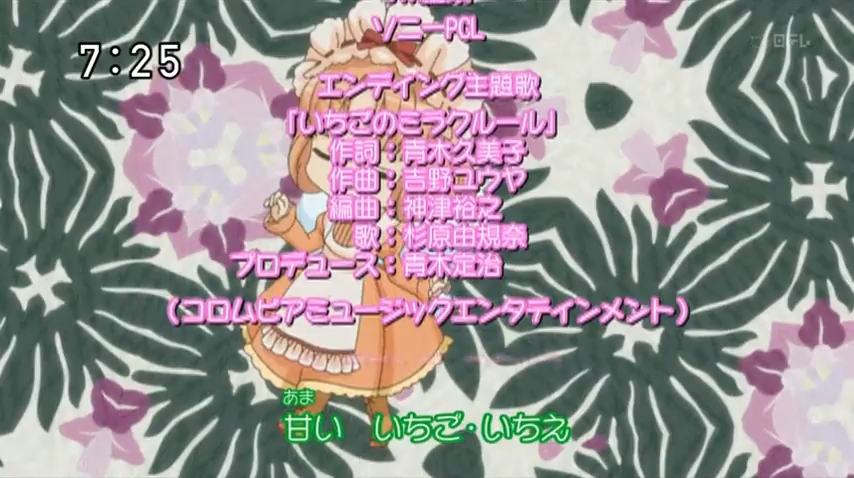 ソニーPCL
7:25
日テレ
エンディング主題歌
「いちごのミラクルール」
作詞:青木久美子
作曲:吉野ユウヤ
編曲:神津裕之
歌:杉原由規奈
プロデュース:青木定治
(コロムビアミュージックエンタテインメント)
あま
甘い いちご・いちえ